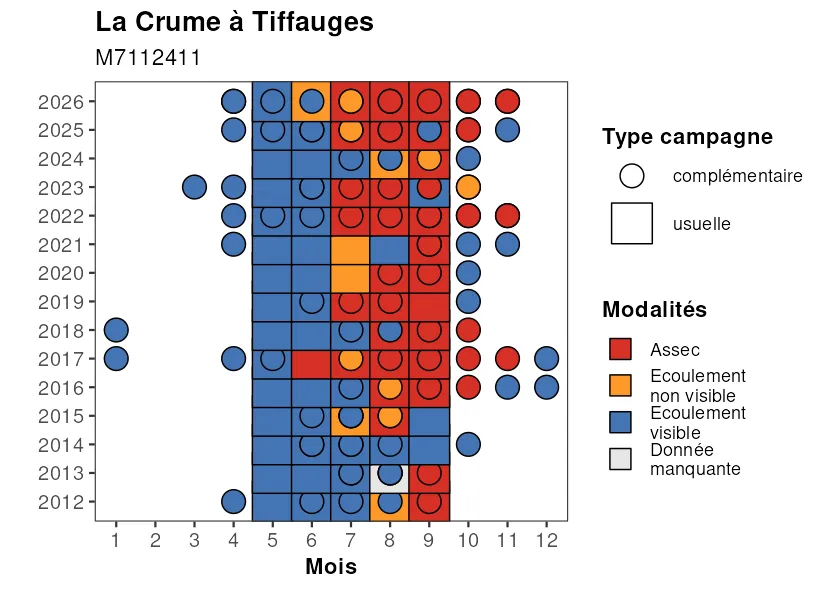 La Crume à Tiffauges
M7112411
2026
2025
2024
2023
2022
2021
2020
2019
2018
2017
2016
2015
2014
2013
2012
1 2 3 4 5 6 7 8 9 10 11 12
Mois
Type campagne
complémentaire
usuelle
Modalités
Assec
Ecoulement
non visible
Ecoulement
visible
Donnée
manquante